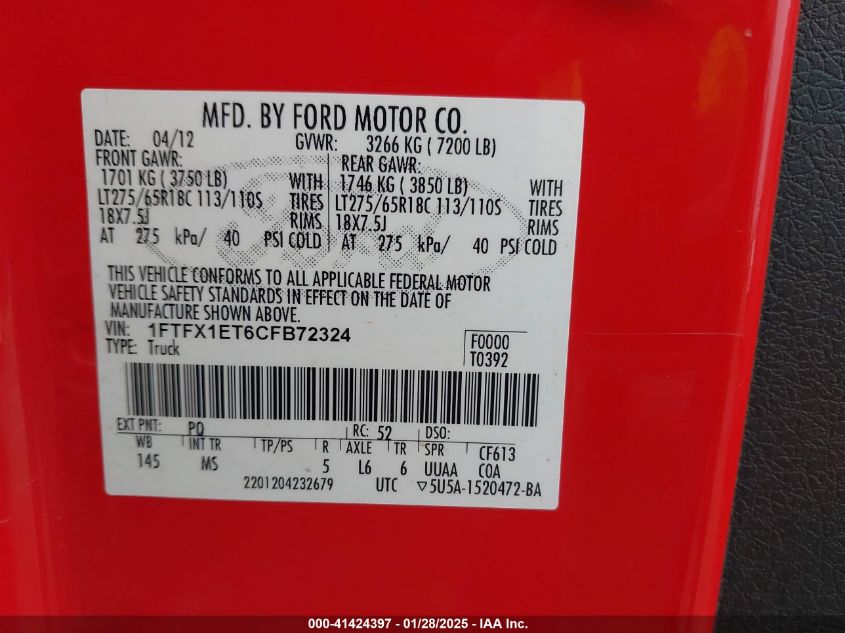 MFD. BY FORD MOTOR CO.
DATE: 04/12 GVWR: 3266 KG ( 7200 LB)
FRONT GAWR: REAR GAWR:
1701 KG ( 3750 LB) WITH 1746 KG ( 3850 LB) WITH
LT275/65R18C 113/110S TIRES LT275/65R18C 113/110S TIRES
18X7.5J RIMS 18X7.5J RIMS
AT 275 kPa/ 40 PSI COLD AT 275 kPa/ 40 PSI COLD
THIS VEHICLE CONFORMS TO ALL APPLICABLE FEDERAL MOTOR
VEHICLE SAFETY STANDARDS IN EFFECT ON THE DATE OF
MANUFACTURE SHOWN ABOVE.
VIN: 1FTFX1ET6CFB72324 F0000
TYPE: Truck T0392
EXT PNT: PQ RC: 52 DSO:
WB INT TR TP/PS R AXLE TR SPR CF613
145 MS 5 L6 6 UUAA COA
2201204232679 UTC ▽5U5A-1520472-BA
000-41424397 - 01/28/2025 - IAA Inc.